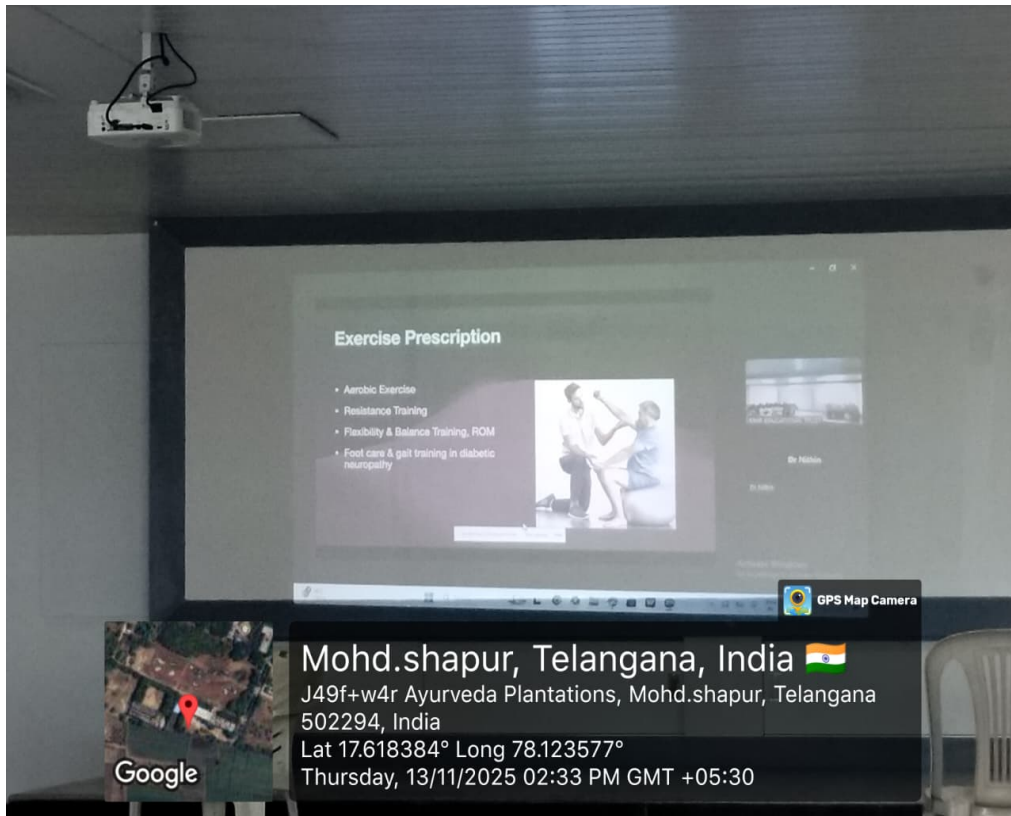 Exercise Prescription
• Aerobic Exercise
• Resistance Training
• Flexibility & Balance Training, ROM
• Foot care & gait training in diabetic
neuropathy
Dr Nithin
GPS Map Camera
Mohd.shapur, Telangana, India
J49f+w4r Ayurveda Plantations, Mohd.shapur, Telangana
502294, India
Lat 17.618384° Long 78.123577°
Thursday, 13/11/2025 02:33 PM GMT +05:30
Google